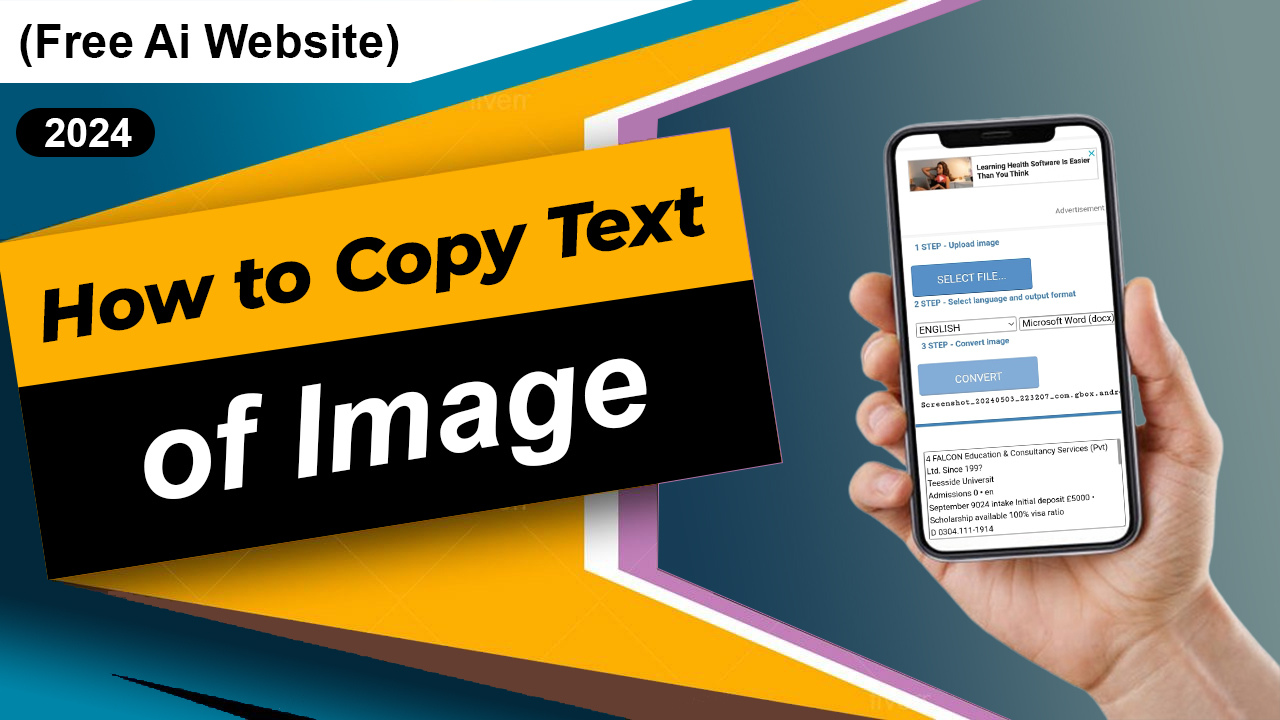 (Free Ai Website)
2024
How to Copy Text
of Image
Learning Health Software Is Easier
Than You Think
Advertisement
1 STEP - Upload image
SELECT FILE...
2 STEP - Select language and output format
ENGLISH
Microsoft Word (docx)
3 STEP - Convert image
CONVERT
Screenshot_20240503_223207_com.gbox.andr
4 FALCON Education & Consultancy Services (Pvt)
Ltd. Since 199?
Teesside Universit
Admissions 0 • en
September 9024 intake Initial deposit £5000 •
Scholarship available 100% visa ratio
D 0304.111-1914